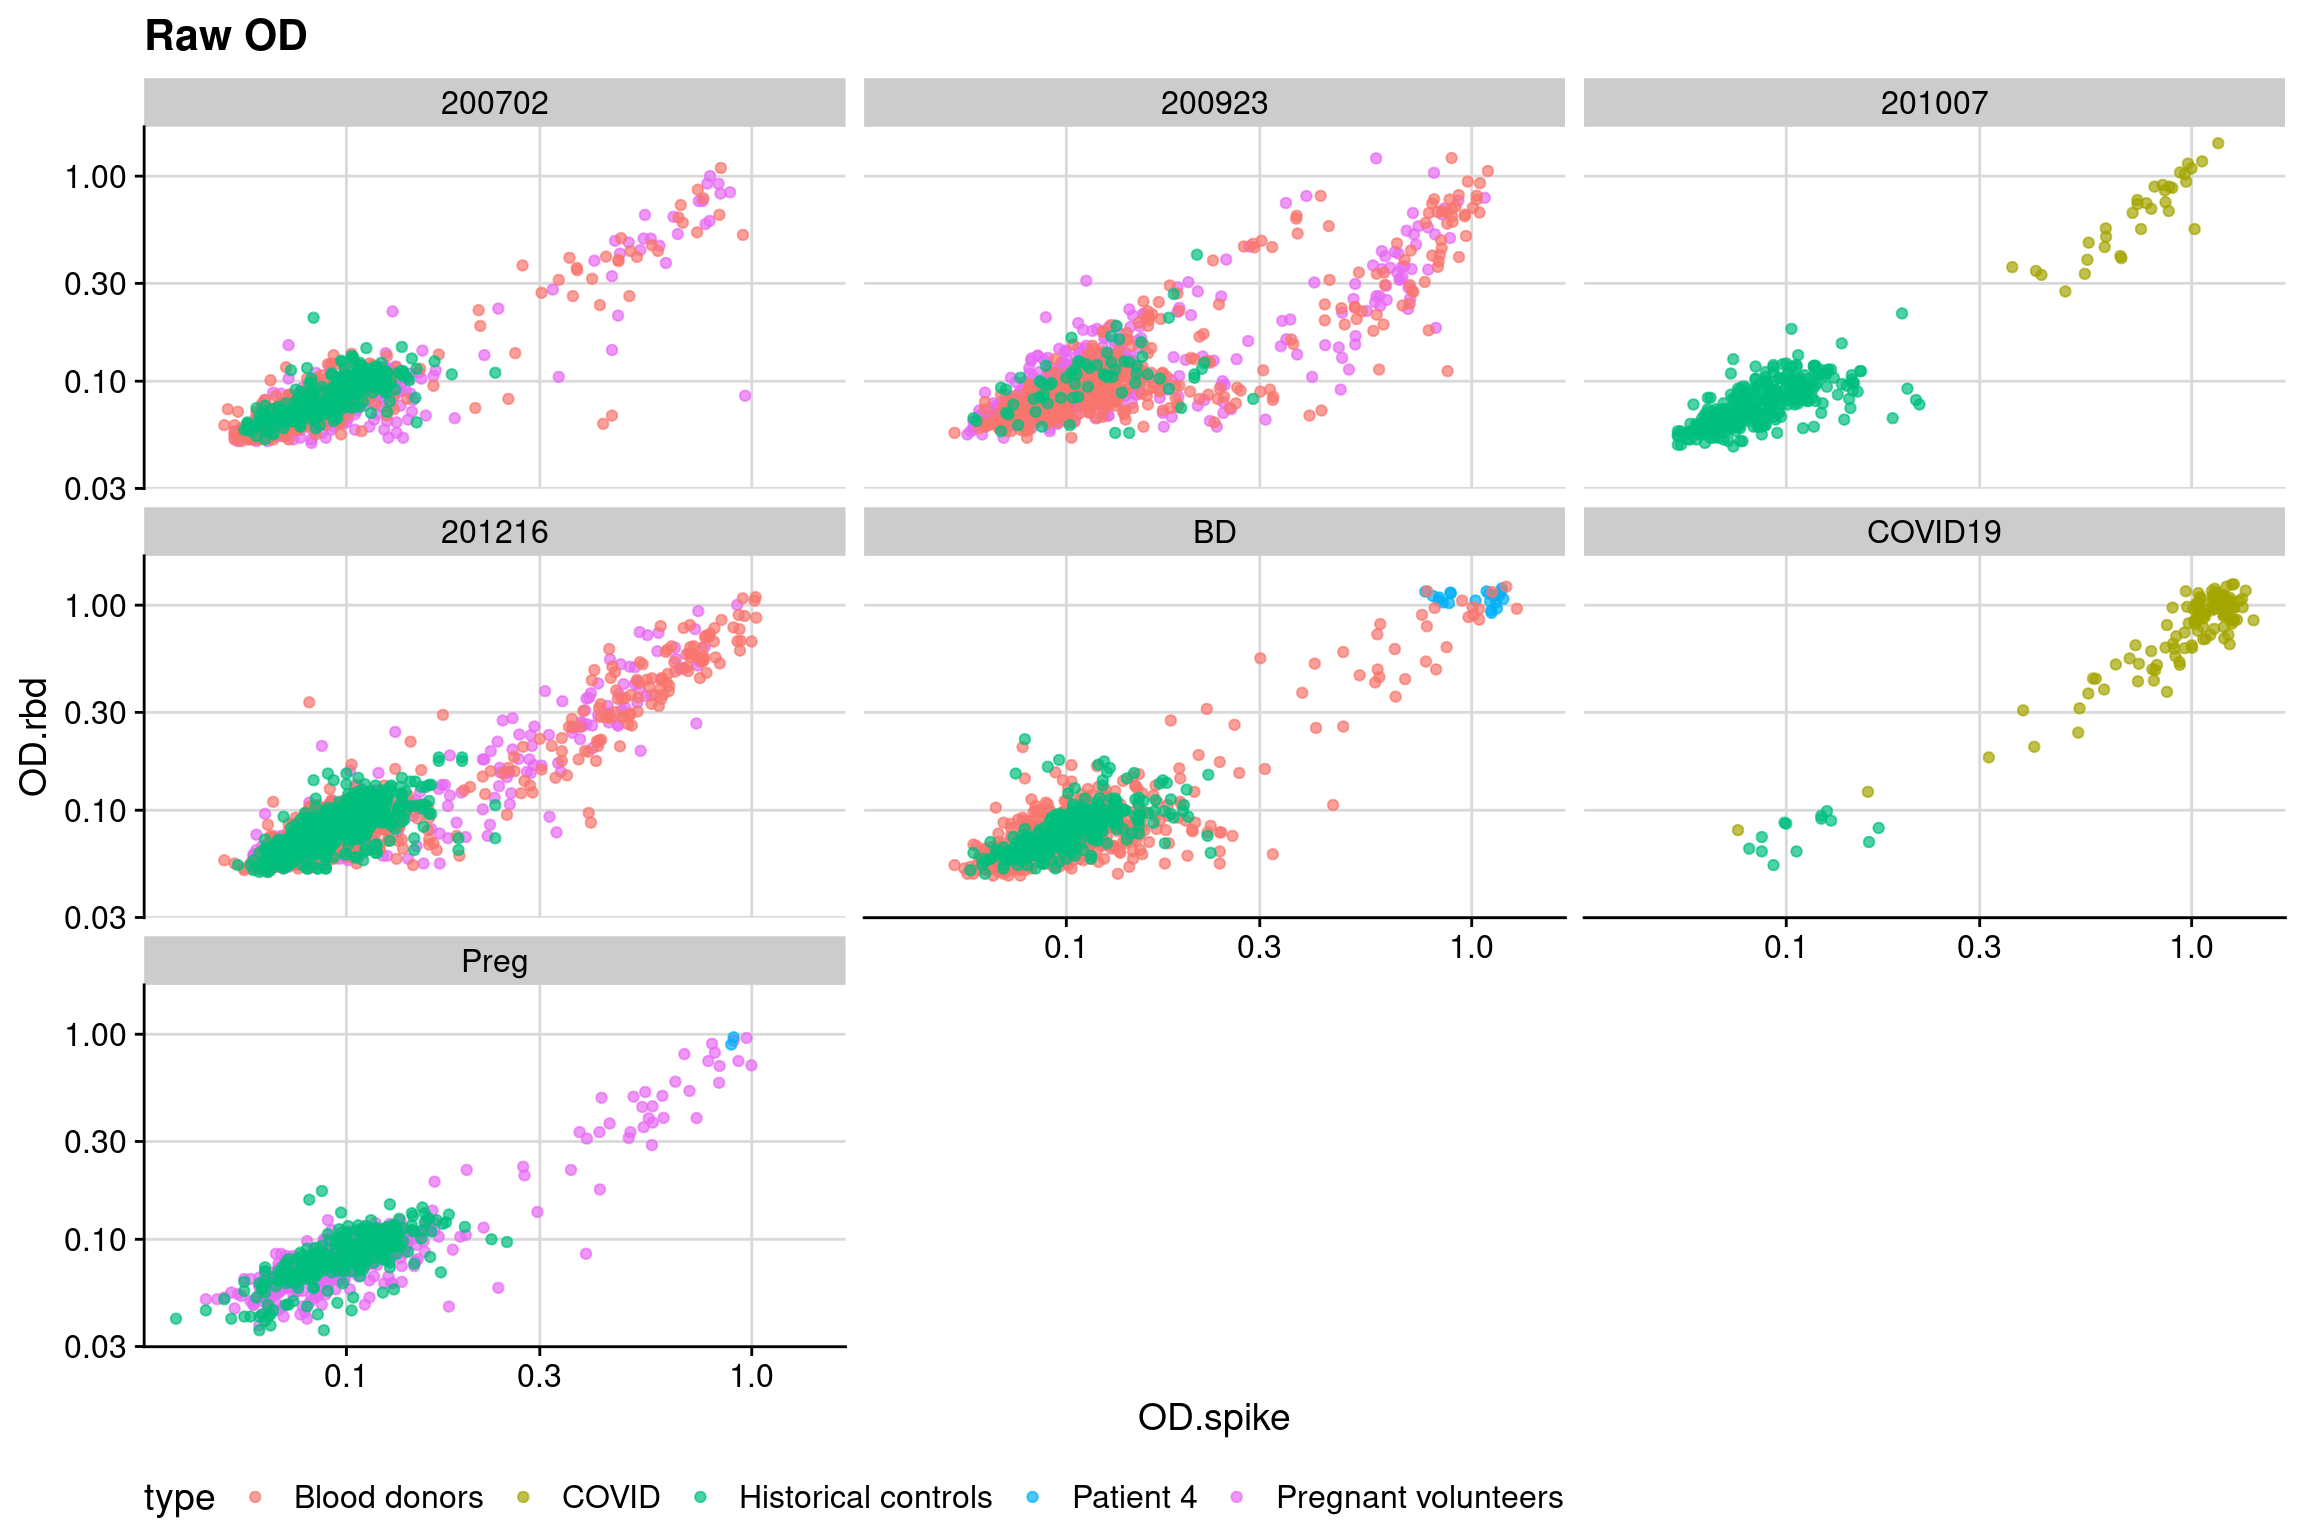 Raw OD
200702 200923 201007
1.00
0.30
0.10
0.03
201216 BD COVID19
1.00
0.30
0.10
0.03
0.1 0.3 1.0 0.1 0.3 1.0
Preg
1.00
0.30
0.10
0.03
0.1 0.3 1.0
OD.rbd
OD.spike
type Blood donors COVID Historical controls Patient 4 Pregnant volunteers